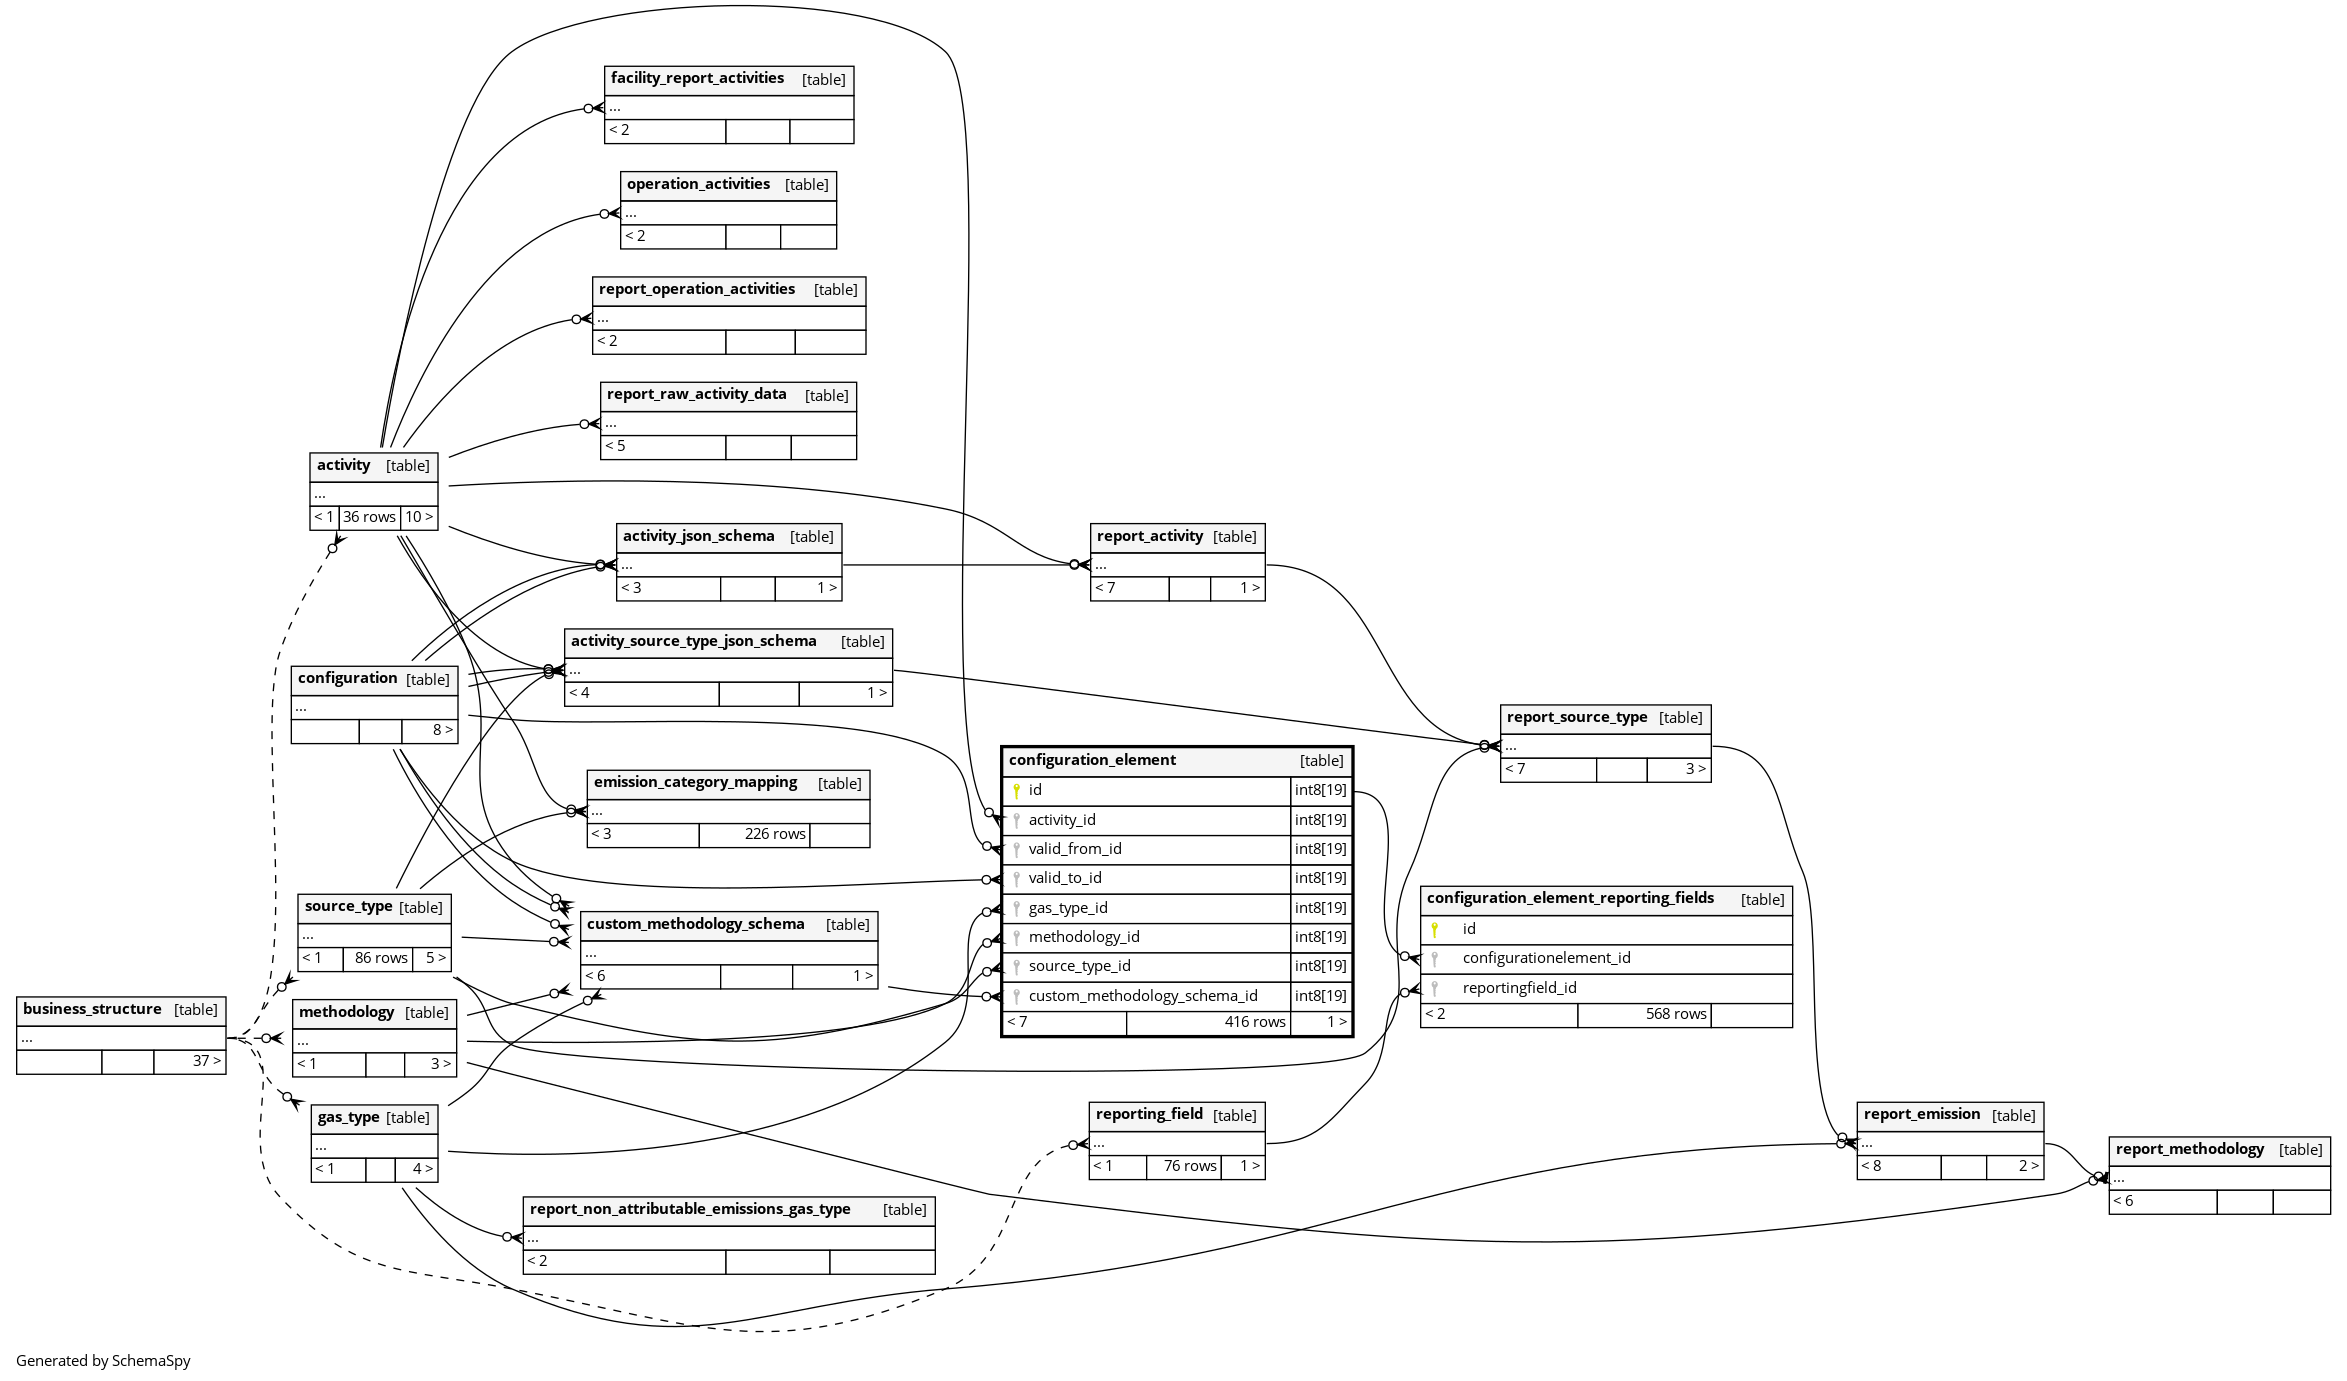 facility_report_activities [table]
...
< 2
operation_activities [table]
...
< 2
report_operation_activities [table]
...
< 2
report_raw_activity_data [table]
...
< 5
activity [table]
...
< 1 36 rows 10 >
activity_json_schema [table]
...
< 3 1 >
report_activity [table]
...
< 7 1 >
activity_source_type_json_schema [table]
...
< 4 1 >
configuration [table]
...
8 >
report_source_type [table]
...
< 7 3 >
emission_category_mapping [table]
...
< 3 226 rows
configuration_element [table]
id int8[19]
activity_id int8[19]
valid_from_id int8[19]
valid_to_id int8[19]
gas_type_id int8[19]
methodology_id int8[19]
source_type_id int8[19]
custom_methodology_schema_id int8[19]
< 7 416 rows 1 >
configuration_element_reporting_fields [table]
id
configurationelement_id
reportingfield_id
< 2 568 rows
source_type [table]
...
< 1 86 rows 5 >
custom_methodology_schema [table]
...
< 6 1 >
business_structure [table]
...
37 >
methodology [table]
...
< 1 3 >
gas_type [table]
...
< 1 4 >
reporting_field [table]
...
< 1 76 rows 1 >
report_emission [table]
...
< 8 2 >
report_methodology [table]
...
< 6
report_non_attributable_emissions_gas_type [table]
...
< 2
Generated by SchemaSpy